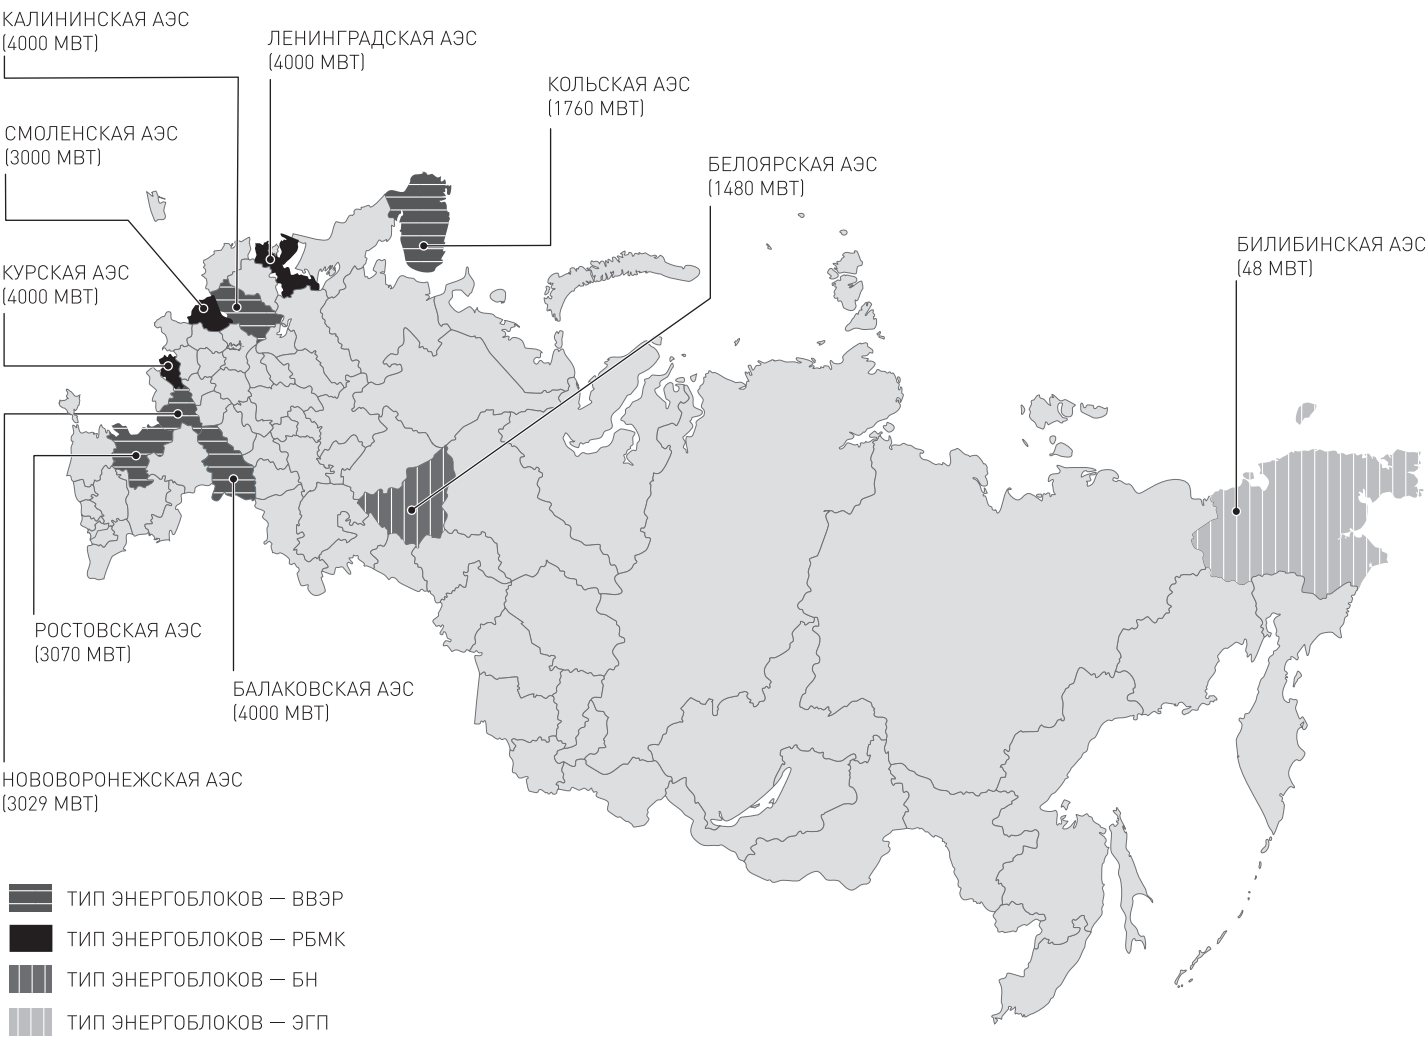 КАЛИНИНСКАЯ АЭС
(4000 МВТ)
ЛЕНИНГРАДСКАЯ АЭС
(4000 МВТ)
КОЛЬСКАЯ АЭС
(1760 МВТ)
СМОЛЕНСКАЯ АЭС
(3000 МВТ)
БЕЛОЯРСКАЯ АЭС
(1480 МВТ)
БИЛИБИНСКАЯ АЭС
(48 МВТ)
КУРСКАЯ АЭС
(4000 МВТ)
РОСТОВСКАЯ АЭС
(3070 МВТ)
БАЛАКОВСКАЯ АЭС
(4000 МВТ)
НОВОВОРОНЕЖСКАЯ АЭС
(3029 МВТ)
ТИП ЭНЕРГОБЛОКОВ — ВВЭР
ТИП ЭНЕРГОБЛОКОВ — РБМК
ТИП ЭНЕРГОБЛОКОВ — БН
ТИП ЭНЕРГОБЛОКОВ — ЭГП